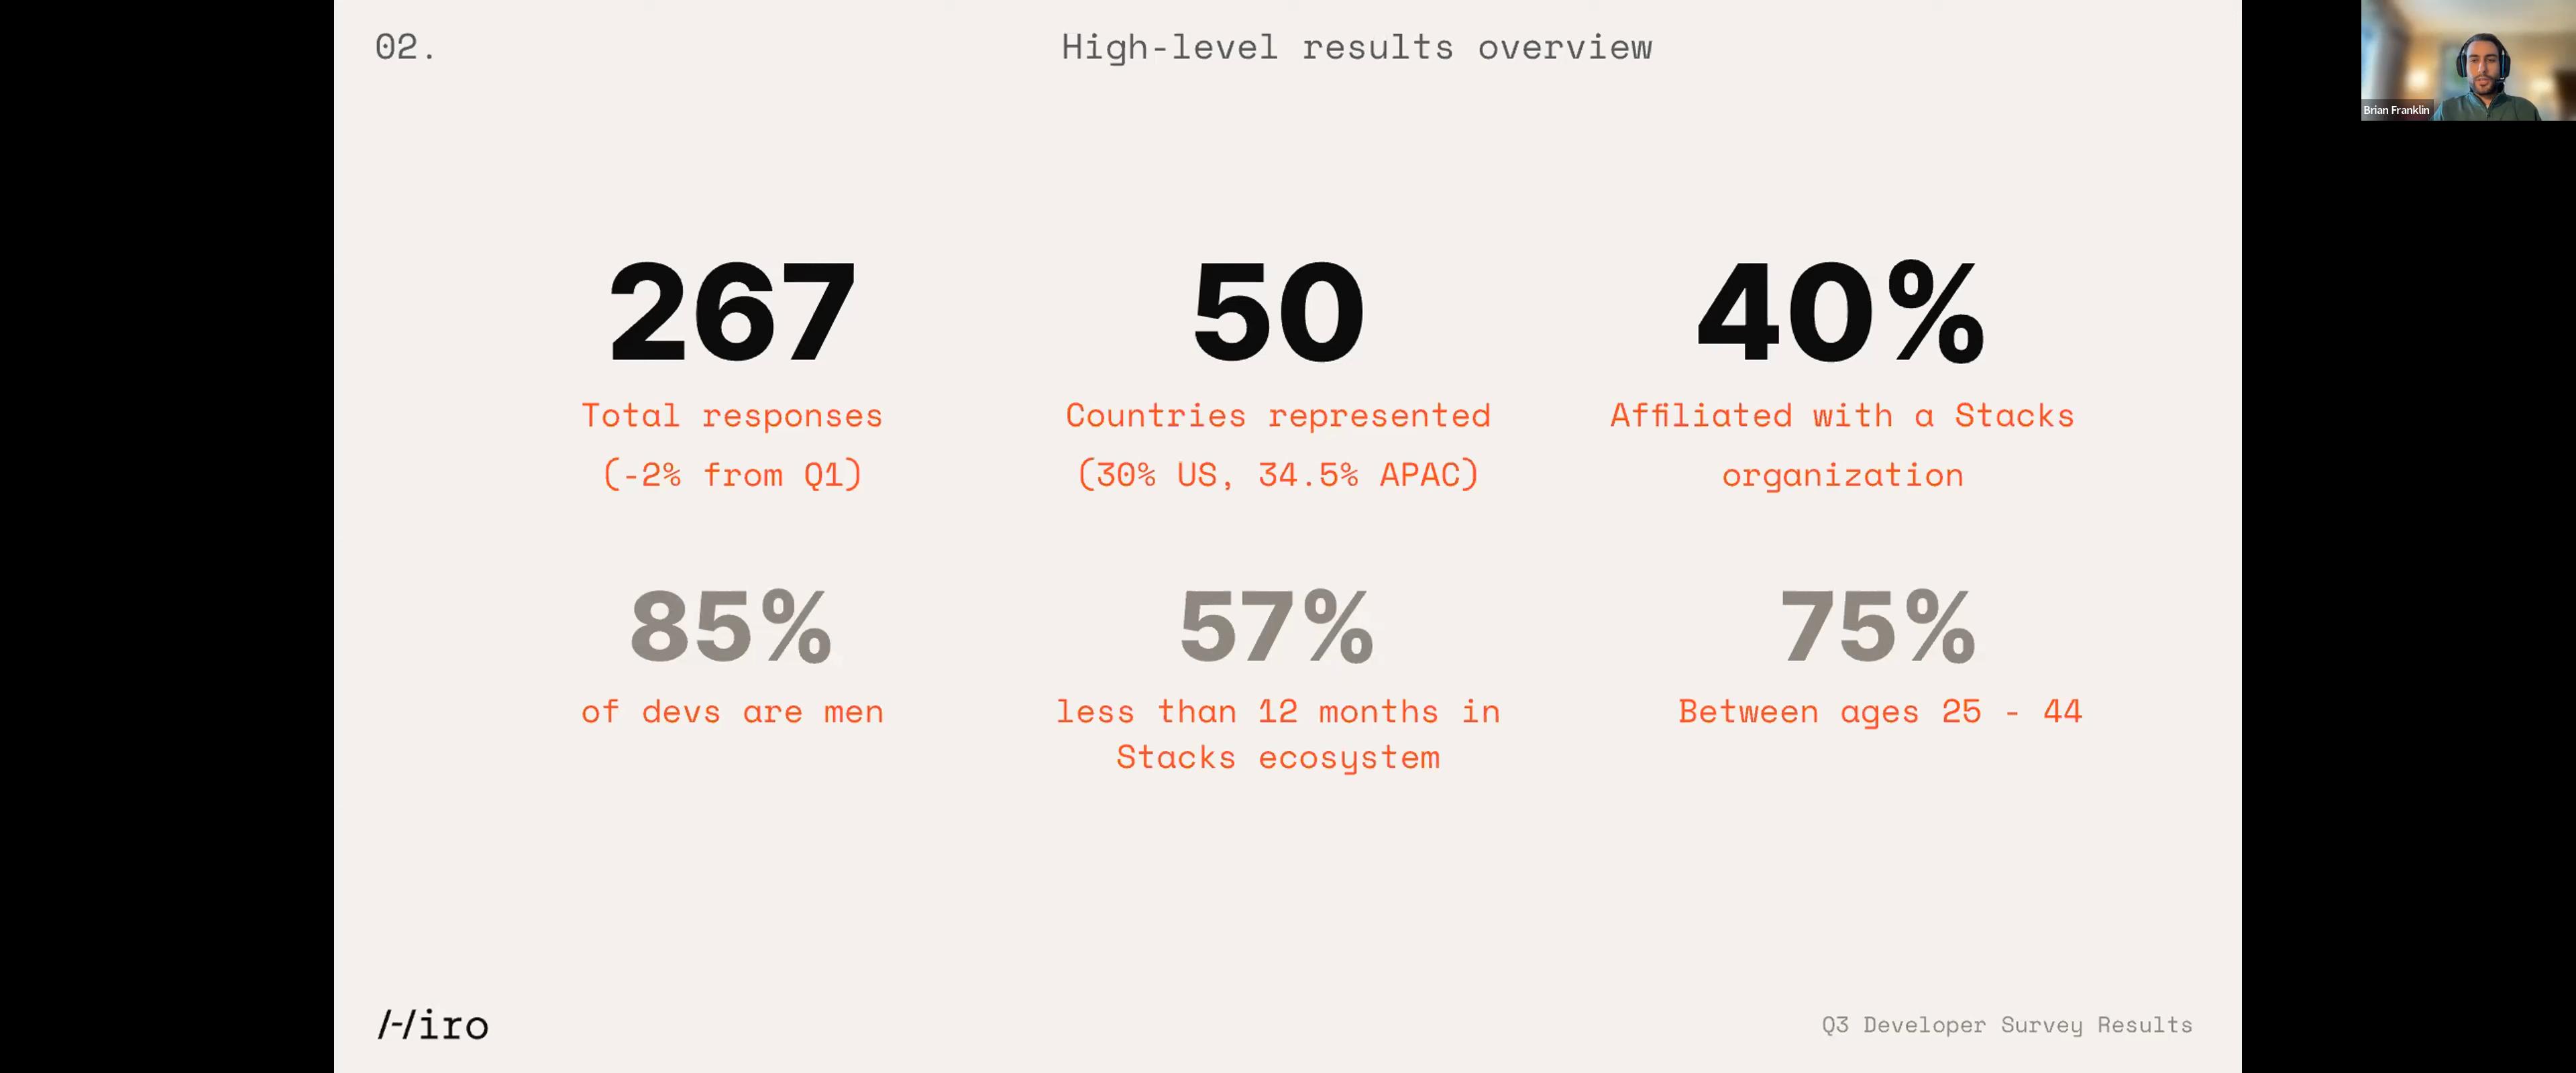 02.
High-level results overview
Brian Franklin
267
50
40%
Total responses
(-2% from Q1)
Countries represented
(30% US, 34.5% APAC)
Affiliated with a Stacks
organization
85%
57%
75%
of devs are men
less than 12 months in
Stacks ecosystem
Between ages 25 - 44
Hiro
Q3 Developer Survey Results